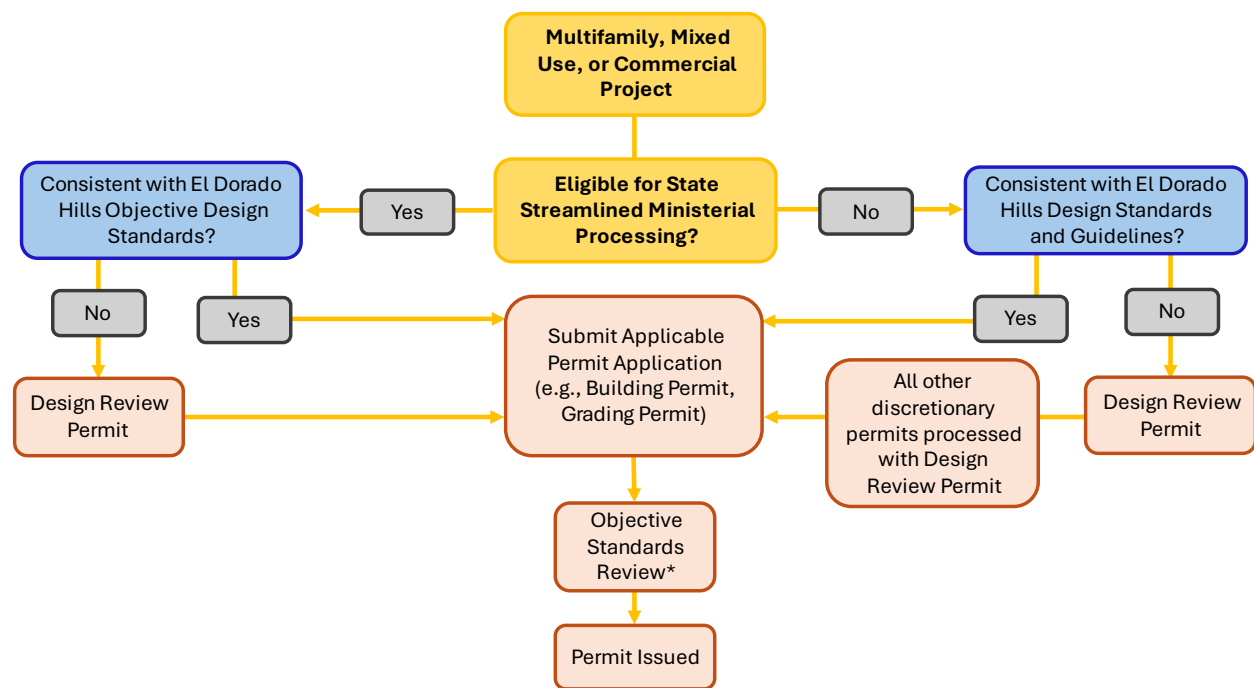 Multifamily, Mixed
Use, or Commercial
Project
Consistent with El Dorado
Hills Objective Design
Standards?
Yes
Eligible for State
Streamlined Ministerial
Processing?
No
Consistent with El Dorado
Hills Design Standards
and Guidelines?
No
Yes
Submit Applicable
Permit Application
(e.g., Building Permit,
Grading Permit)
Yes
No
Design Review
Permit
All other
discretionary
permits processed
with Design
Review Permit
Design Review
Permit
Objective
Standards
Review*
Permit Issued